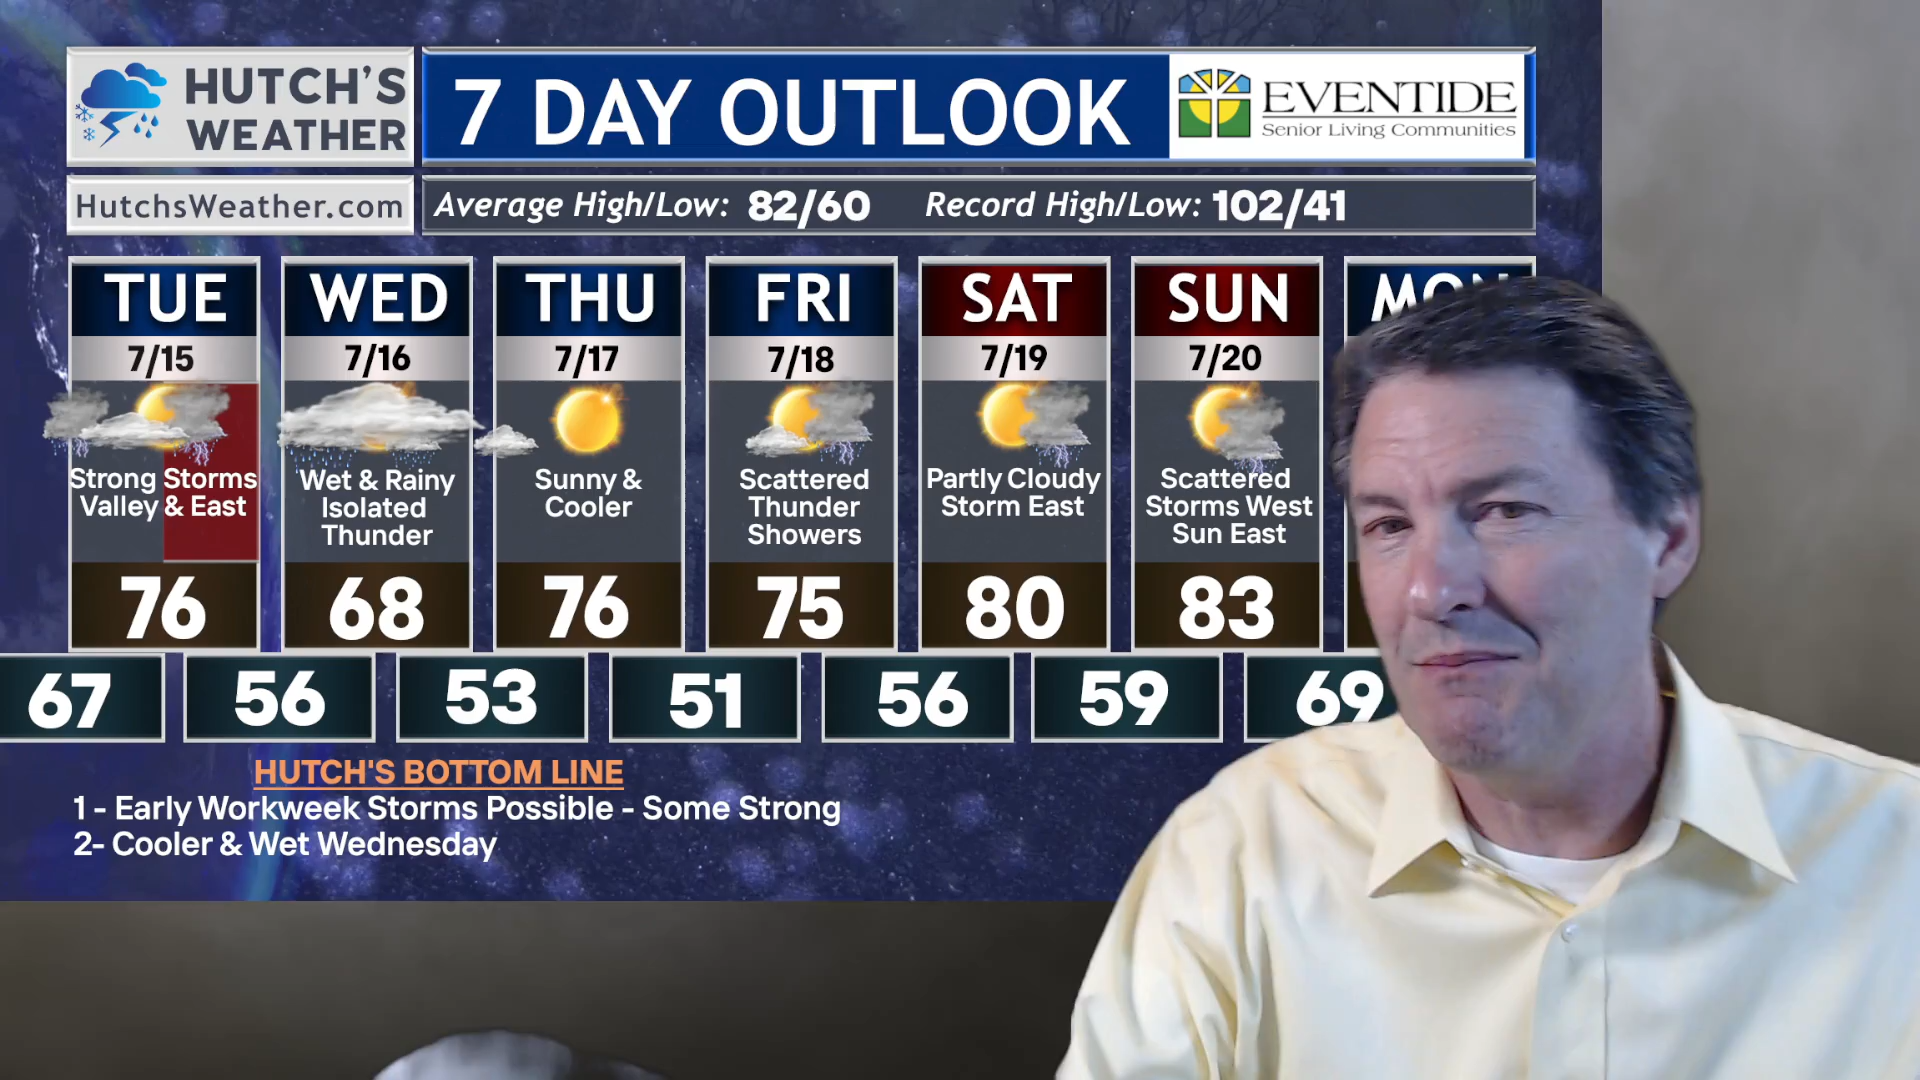 HUTCH'S
WEATHER
7 DAY OUTLOOK
EVENTIDE
Senior Living Communities
HutchsWeather.com
Average High/Low: 82/60 Record High/Low: 102/41
TUE WED THU FRI SAT SUN
7/15 7/16 7/17 7/18 7/19 7/20
Strong Storms
Valley & East
Wet & Rainy
Isolated
Thunder
Sunny &
Cooler
Scattered
Thunder
Showers
Partly Cloudy
Storm East
Scattered
Storms West
Sun East
76 68 76 75 80 83
67 56 53 51 56 59 69
HUTCH'S BOTTOM LINE
1 - Early Workweek Storms Possible - Some Strong
2- Cooler & Wet Wednesday